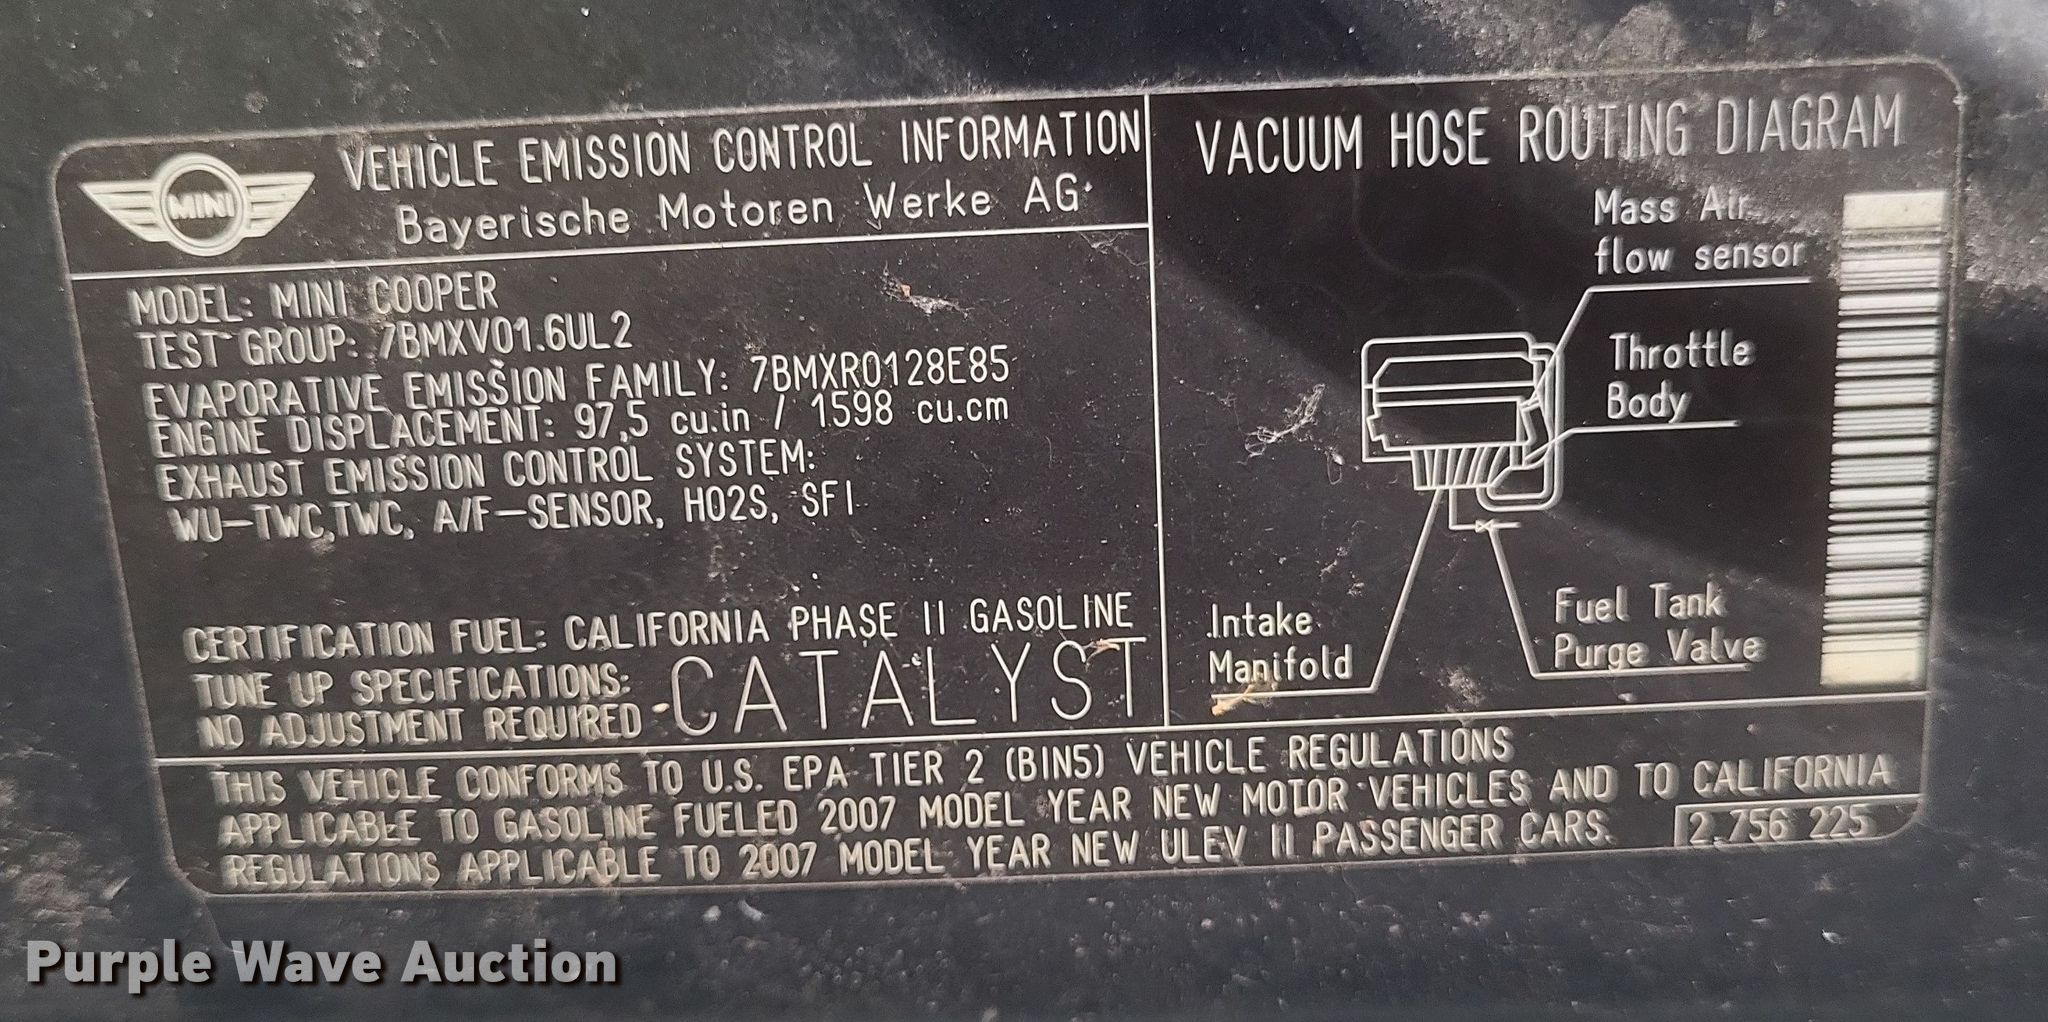 MINI
VEHICLE EMISSION CONTROL INFORMATION
Bayerische Motoren Werke AG
MODEL: MINI COOPER
TEST GROUP: 7BMXV01.6UL2
EVAPORATIVE EMISSION FAMILY: 7BMXR0128E85
ENGINE DISPLACEMENT: 97,5 cu.in / 1598 cu.cm
EXHAUST EMISSION CONTROL SYSTEM:
WU-TWC,TWC, A/F-SENSOR, HO2S, SFI
CERTIFICATION FUEL: CALIFORNIA PHASE II GASOLINE
TUNE UP SPECIFICATIONS:
NO ADJUSTMENT REQUIRED
CATALYST
VACUUM HOSE ROUTING DIAGRAM
Mass Air
flow sensor
Throttle
Body
Intake
Manifold
Fuel Tank
Purge Valve
THIS VEHICLE CONFORMS TO U.S. EPA TIER 2 (BIN5) VEHICLE REGULATIONS
APPLICABLE TO GASOLINE FUELED 2007 MODEL YEAR NEW MOTOR VEHICLES AND TO CALIFORNIA
REGULATIONS APPLICABLE TO 2007 MODEL YEAR NEW ULEV II PASSENGER CARS.
2.756 225
Purple Wave Auction